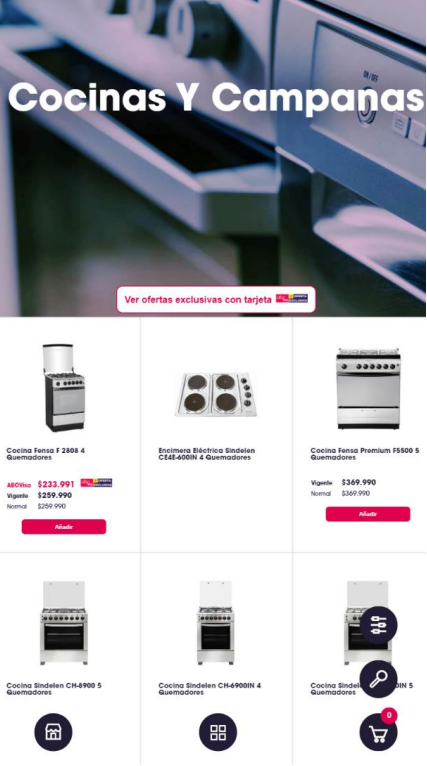 ON/OFF
Cocinas Y Campanas
Ver ofertas exclusivas con tarjeta
Cocina Fensa F 2808 4
Quemadores
ABCVisa $233.991
Vigente $259.990
Normal $259.990
Añadir
Encimera Eléctrica Sindelen
CE4E-600IN 4 Quemadores
Cocina Fensa Premium F5500 5
Quemadores
Vigente $369.990
Normal $369.990
Añadir
Cocina Sindelen CH-8900 5
Quemadores
Cocina Sindelen CH-6900IN 4
Quemadores
Cocina 5
Quemadores
0